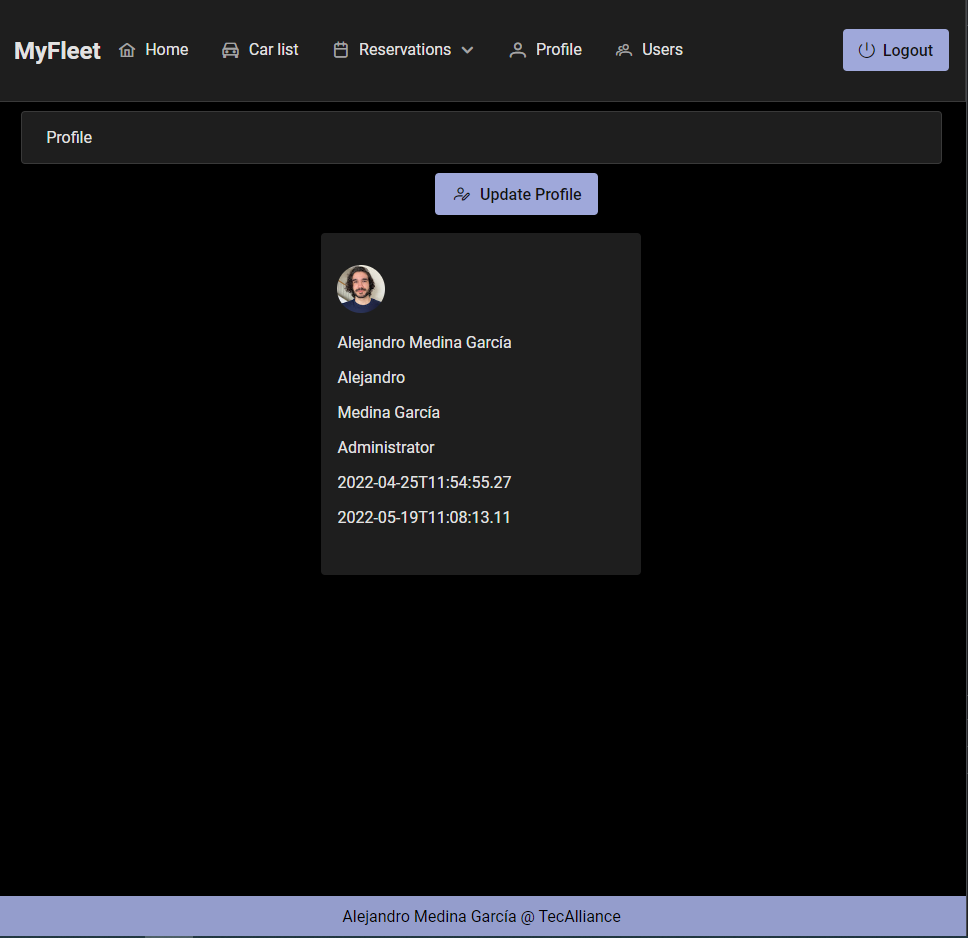 MyFleet Home Car list Reservations Profile Users Logout
Profile
Update Profile
Alejandro Medina García
Alejandro
Medina García
Administrator
2022-04-25T11:54:55.27
2022-05-19T11:08:13.11
Alejandro Medina García @ TecAlliance